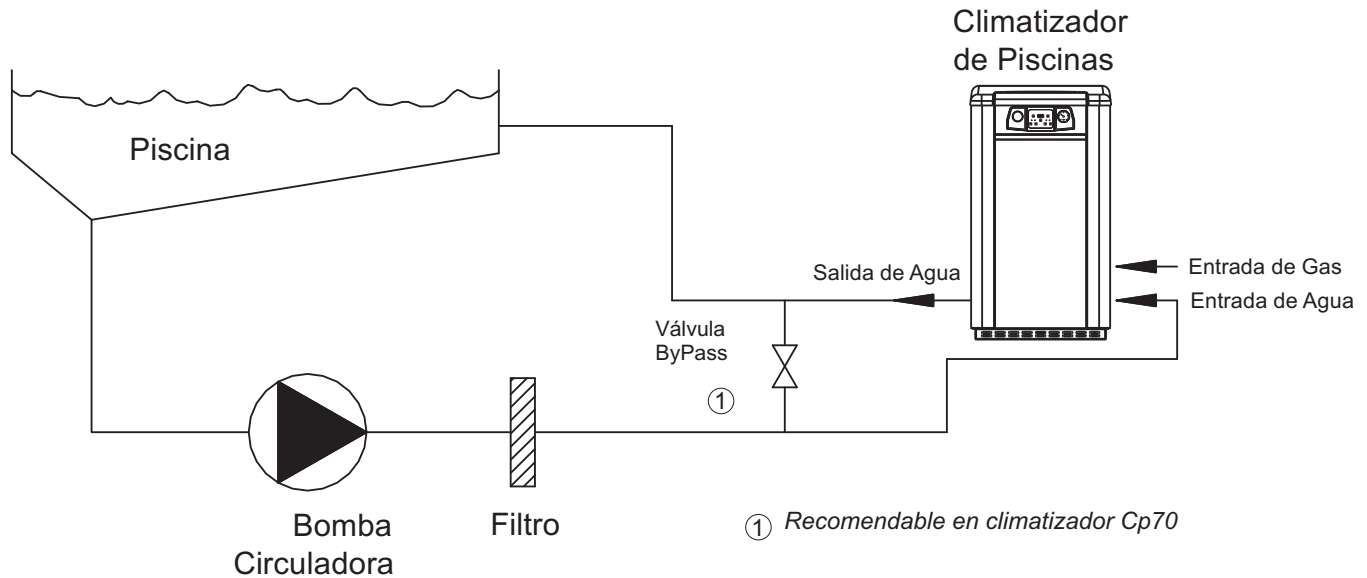 Climatizador
de Piscinas
Piscina
Salida de Agua
Entrada de Gas
Entrada de Agua
Válvula
ByPass
①
Bomba
Circuladora
Filtro
① Recomendable en climatizador Cp70